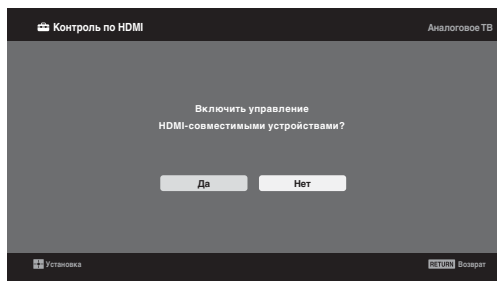 Контроль по HDMI
Аналоговое ТВ
Включить управление
HDMI-совместимыми устройствами?
Да
Нет
Установка
RETURN Возврат